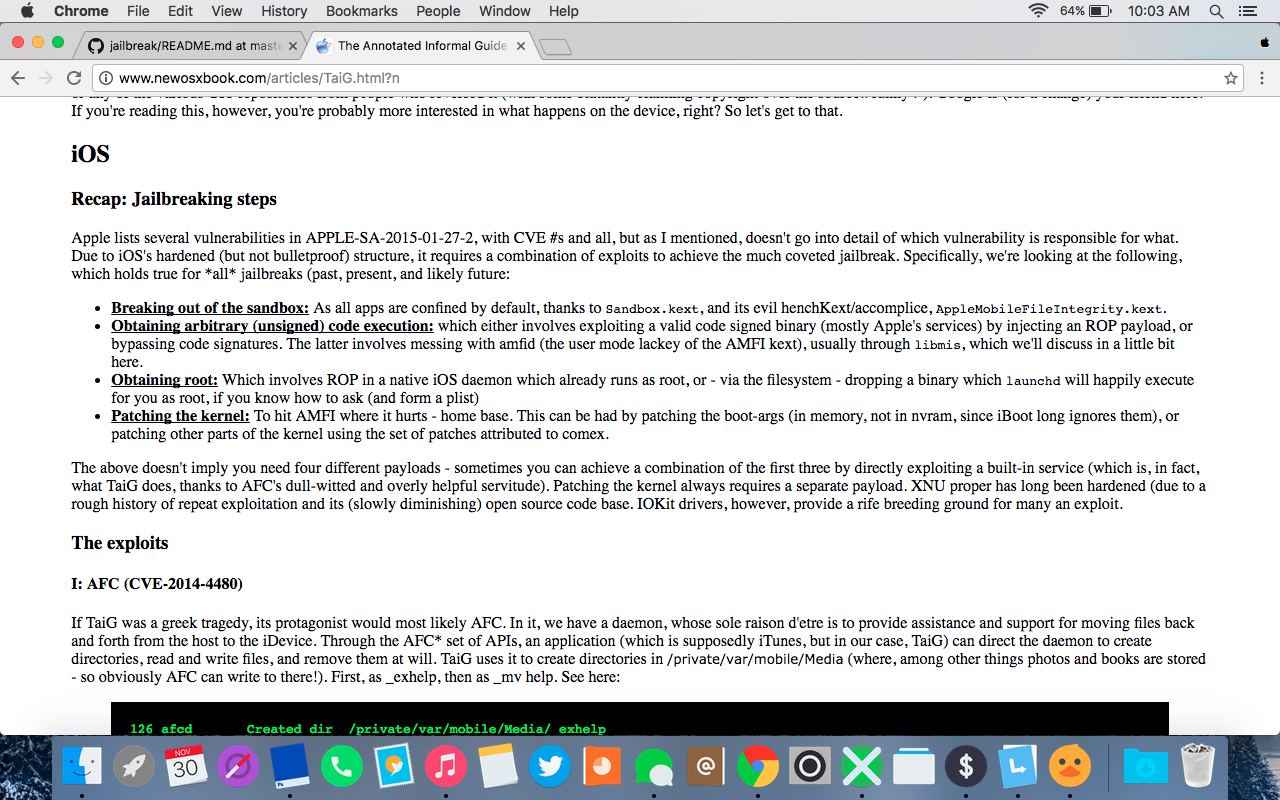 Chrome File Edit View History Bookmarks People Window Help 64% 10:03 AM
jailbreak/README.md at maste The Annotated Informal Guide
www.newosxbook.com/articles/TaiG.html?n
If you're reading this, however, you're probably more interested in what happens on the device, right? So let's get to that.
iOS
Recap: Jailbreaking steps
Apple lists several vulnerabilities in APPLE-SA-2015-01-27-2, with CVE #s and all, but as I mentioned, doesn't go into detail of which vulnerability is responsible for what.
Due to iOS's hardened (but not bulletproof) structure, it requires a combination of exploits to achieve the much coveted jailbreak. Specifically, we're looking at the following,
which holds true for *all* jailbreaks (past, present, and likely future:
• Breaking out of the sandbox: As all apps are confined by default, thanks to Sandbox.kext, and its evil henchKext/accomplice, AppleMobileFileIntegrity.kext.
• Obtaining arbitrary (unsigned) code execution: which either involves exploiting a valid code signed binary (mostly Apple's services) by injecting an ROP payload, or
bypassing code signatures. The latter involves messing with amfid (the user mode lackey of the AMFI kext), usually through libmis, which we'll discuss in a little bit
here.
• Obtaining root: Which involves ROP in a native iOS daemon which already runs as root, or - via the filesystem - dropping a binary which launchd will happily execute
for you as root, if you know how to ask (and form a plist)
• Patching the kernel: To hit AMFI where it hurts - home base. This can be had by patching the boot-args (in memory, not in nvram, since iBoot long ignores them), or
patching other parts of the kernel using the set of patches attributed to comex.
The above doesn't imply you need four different payloads - sometimes you can achieve a combination of the first three by directly exploiting a built-in service (which is, in fact,
what TaiG does, thanks to AFC's dull-witted and overly helpful servitude). Patching the kernel always requires a separate payload. XNU proper has long been hardened (due to a
rough history of repeat exploitation and its (slowly diminishing) open source code base. IOKit drivers, however, provide a rife breeding ground for many an exploit.
The exploits
I: AFC (CVE-2014-4480)
If TaiG was a greek tragedy, its protagonist would most likely AFC. In it, we have a daemon, whose sole raison d'etre is to provide assistance and support for moving files back
and forth from the host to the iDevice. Through the AFC* set of APIs, an application (which is supposedly iTunes, but in our case, TaiG) can direct the daemon to create
directories, read and write files, and remove them at will. TaiG uses it to create directories in /private/var/mobile/Media (where, among other things photos and books are stored
- so obviously AFC can write to there!). First, as _exhelp, then as _mv help. See here:
126 afcd Created dir /private/var/mobile/Media/ exhelp
NOV
30
Ps
@
$